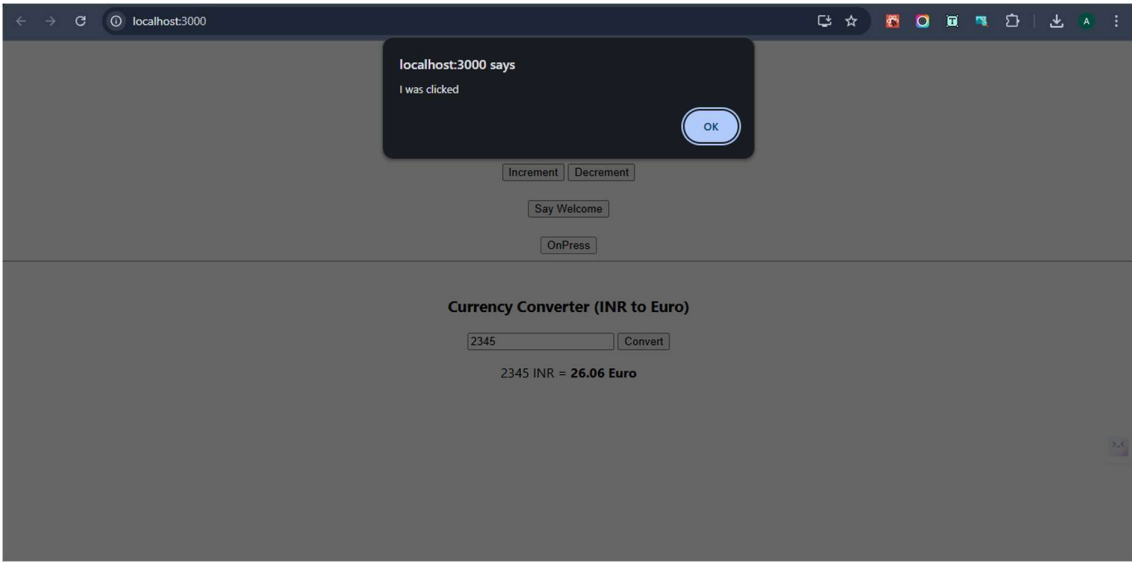 localhost:3000
A
localhost:3000 says
I was clicked
OK
Increment Decrement
Say Welcome
OnPress
Currency Converter (INR to Euro)
2345 Convert
2345 INR = 26.06 Euro